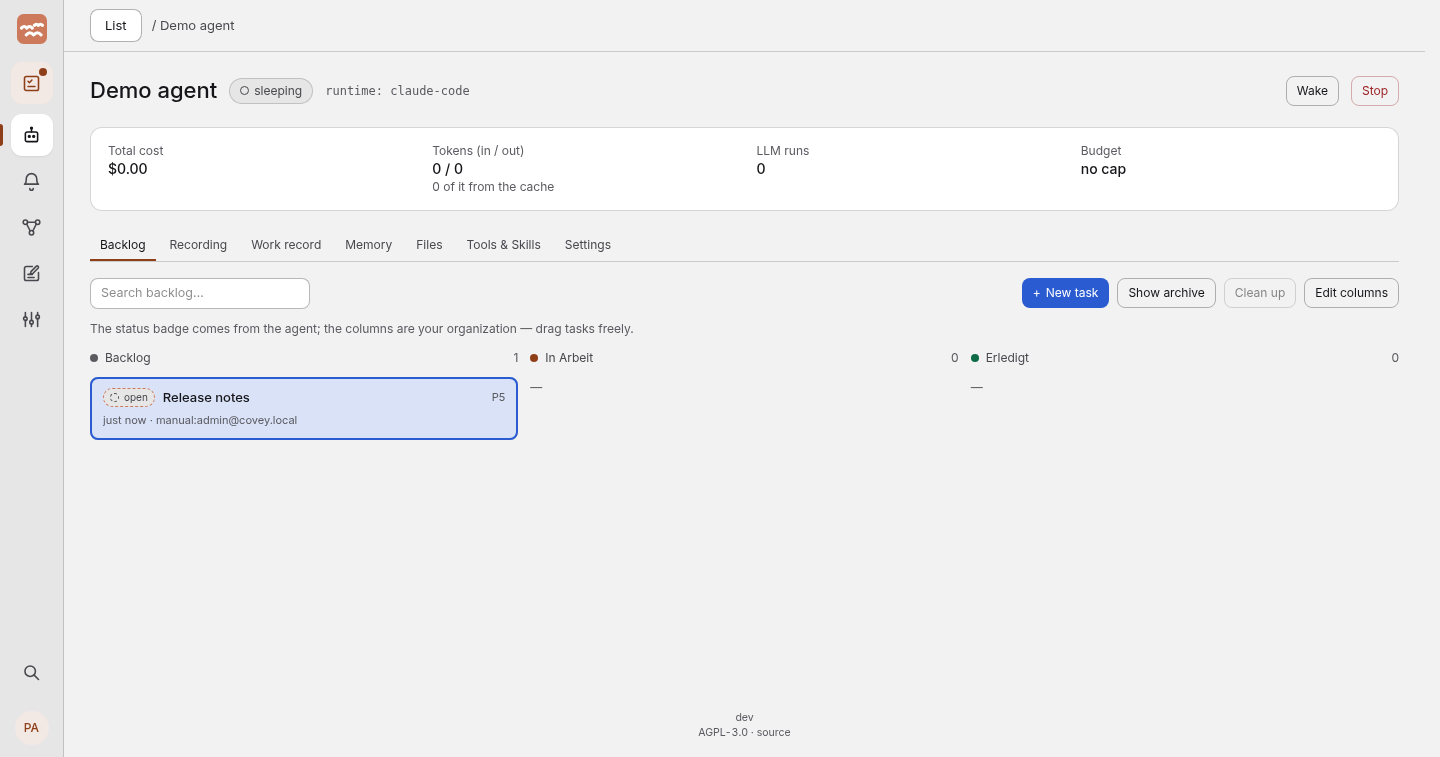 List / Demo agent
Demo agent sleeping runtime: claude-code Wake Stop
Total cost Tokens (in / out) LLM runs Budget
$0.00 0 / 0 0 no cap
0 of it from the cache
Backlog Recording Work record Memory Files Tools & Skills Settings
Search backlog... + New task Show archive Clean up Edit columns
The status badge comes from the agent; the columns are your organization — drag tasks freely.
Backlog 1 In Arbeit 0 Erledigt 0
open Release notes P5
— —
just now · manual:admin@covey.local
PA
dev
AGPL-3.0 · source